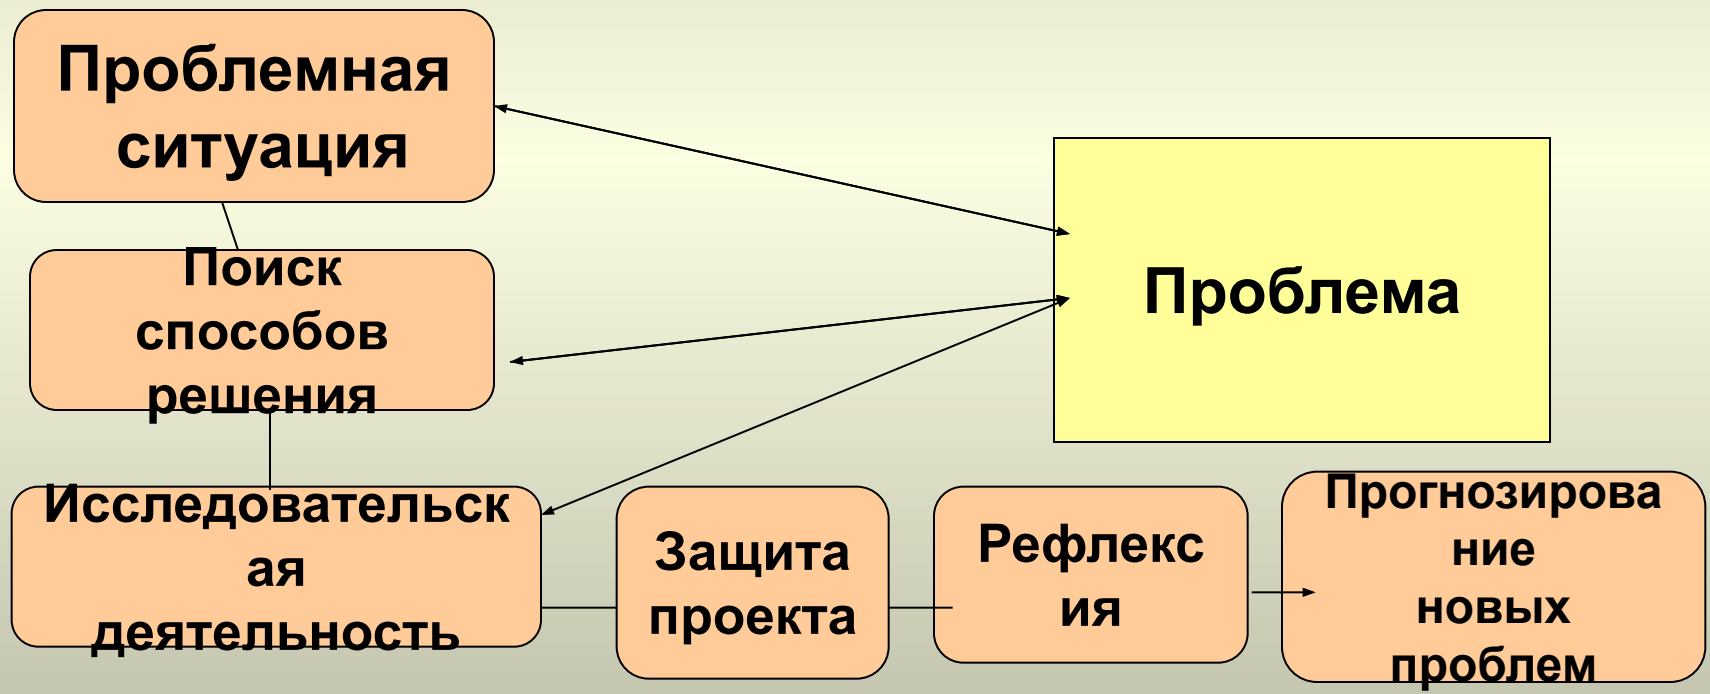 Проблемная
ситуация
Проблема
Поиск
способов
решения
Исследовательск
ая
деятельность
Защита
проекта
Рефлекс
ия
Прогнозирова
ние
новых
проблем